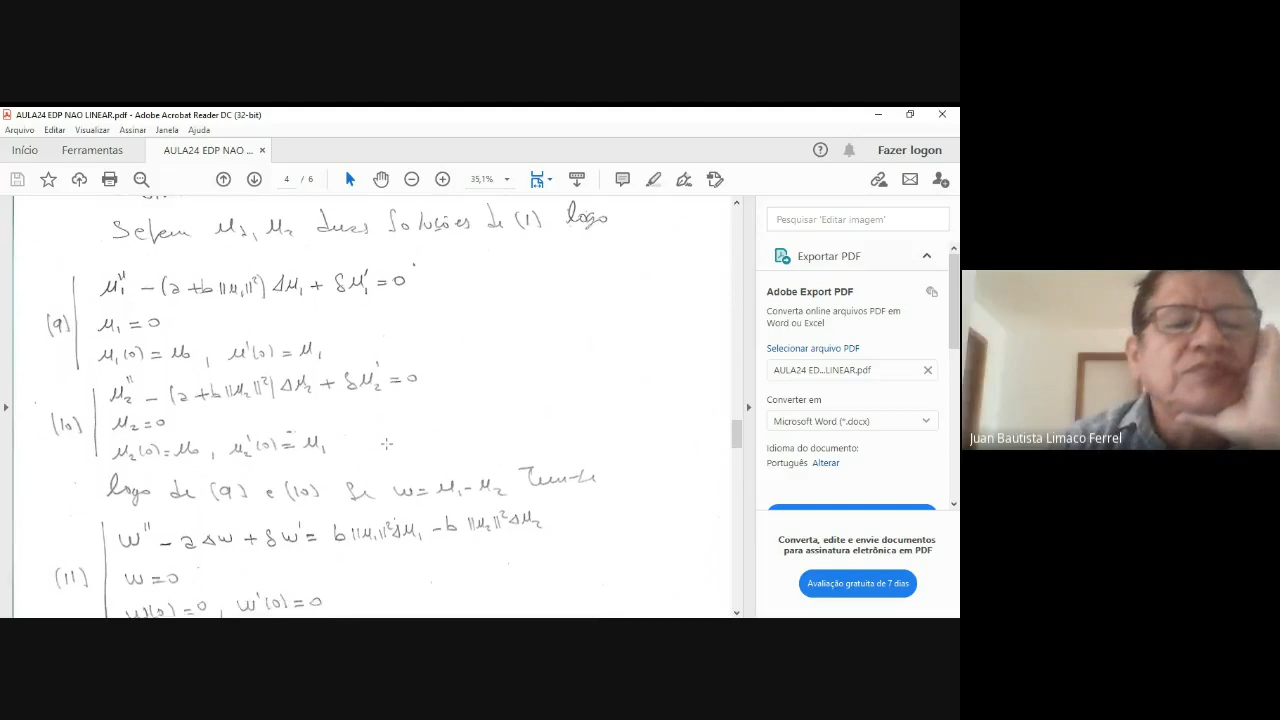 AULA24 EDP NAO LINEAR.pdf - Adobe Acrobat Reader DC (32-bit)
Arquivo Editar Visualizar Assinar Janela Ajuda
Início Ferramentas AULA24 EDP NAO ... × Fazer logon
4 / 6 35,1%
Sejam u₁, u₂ duas soluções de (1) logo
(9) u₁'' - (a + b ||u₁||²) Δu₁ + δu₁' = 0
u₁ = 0
u₁(0) = u₀, u'(0) = u₁
(10) u₂'' - (a + b ||u₂||²) Δu₂ + δu₂' = 0
u₂ = 0
u₂(0) = u₀, u₂'(0) = u₁
logo de (9) e (10) se w = u₁ - u₂ Tem-se
(11) w'' - aΔw + δw' = b||u₁||²Δu₁ - b||u₂||²Δu₂
w = 0
w(0) = 0, w'(0) = 0
Pesquisar 'Editar imagem'
Exportar PDF
Adobe Export PDF
Converta online arquivos PDF em
Word ou Excel
Selecionar arquivo PDF
AULA24 ED...LINEAR.pdf
Converter em
Microsoft Word (*.docx)
Idioma do documento:
Português Alterar
Converta, edite e envie documentos
para assinatura eletrônica em PDF
Avaliação gratuita de 7 dias
Juan Bautista Limaco Ferrel